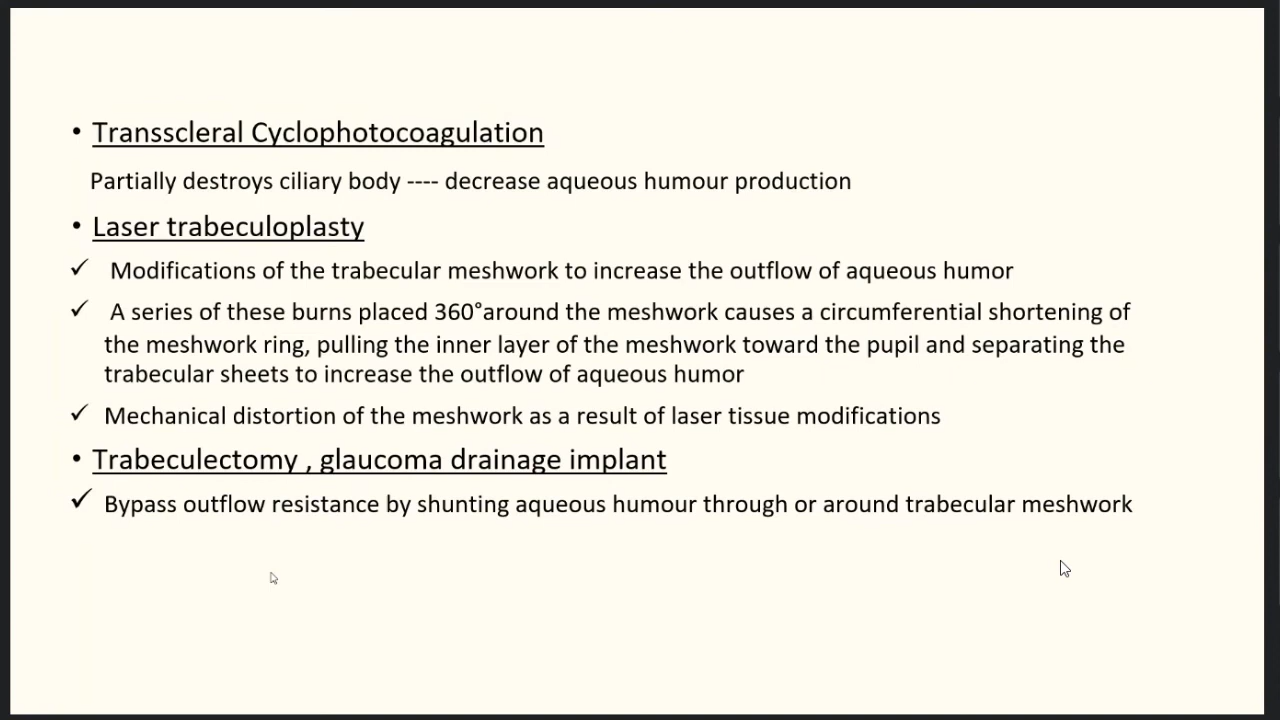 • Transscleral Cyclophotocoagulation
Partially destroys ciliary body ---- decrease aqueous humour production
• Laser trabeculoplasty
✓ Modifications of the trabecular meshwork to increase the outflow of aqueous humor
✓ A series of these burns placed 360°around the meshwork causes a circumferential shortening of
the meshwork ring, pulling the inner layer of the meshwork toward the pupil and separating the
trabecular sheets to increase the outflow of aqueous humor
✓ Mechanical distortion of the meshwork as a result of laser tissue modifications
• Trabeculectomy , glaucoma drainage implant
✓ Bypass outflow resistance by shunting aqueous humour through or around trabecular meshwork